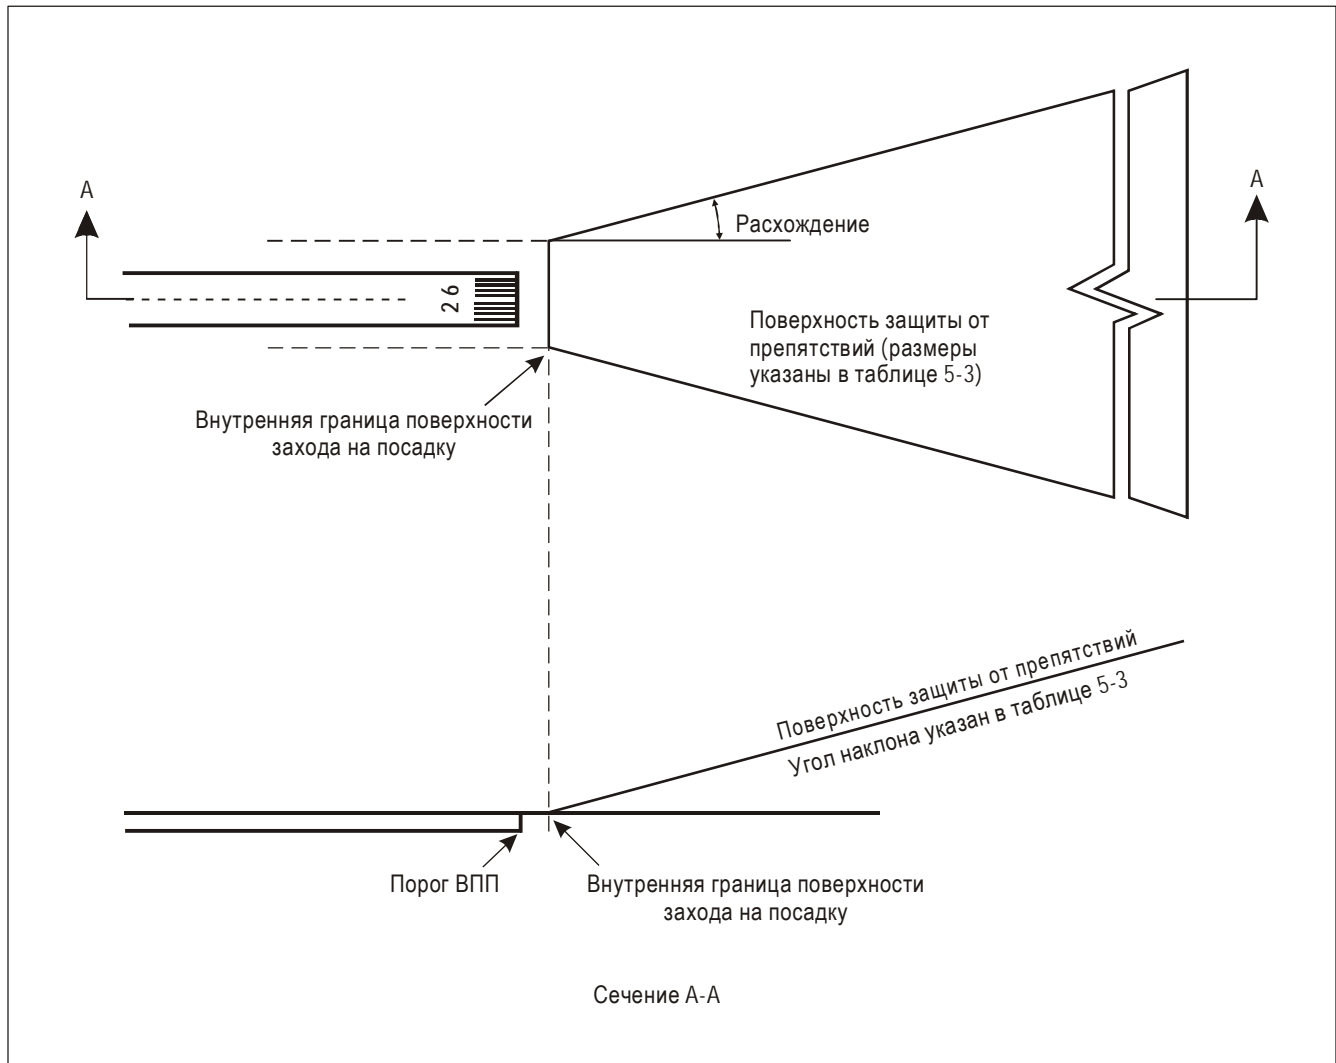 А
А
Расхождение
26
Поверхность защиты от
препятствий (размеры
указаны в таблице 5-3)
Внутренняя граница поверхности
захода на посадку
Поверхность защиты от препятствий
Угол наклона указан в таблице 5-3
Порог ВПП
Внутренняя граница поверхности
захода на посадку
Сечение А-А